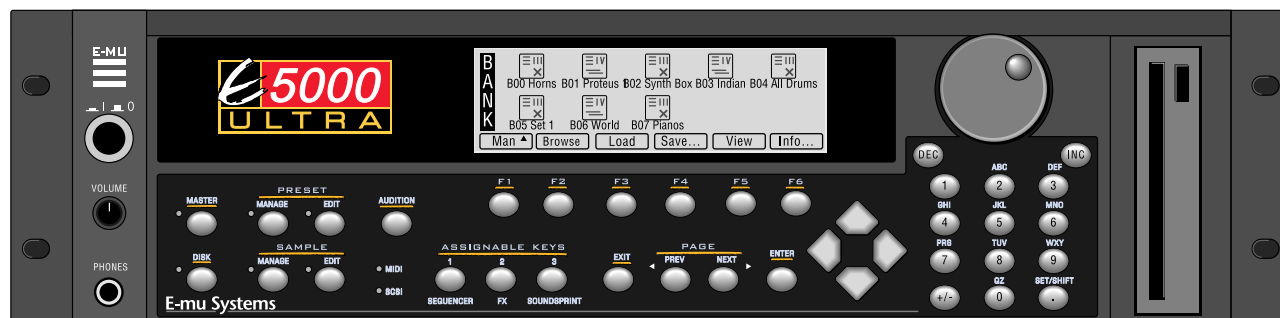 E-MU
I 0
VOLUME
PHONES
E5000
ULTRA
BANK
B00 Horns B01 Proteus 1 B02 Synth Box B03 Indian B04 All Drums
B05 Set 1 B06 World B07 Pianos
Man Browse Load Save... View Info...
DEC INC
F1 F2 F3 F4 F5 F6
MASTER
PRESET
MANAGE EDIT
AUDITION
DISK
SAMPLE
MANAGE EDIT
MIDI
SCSI
ASSIGNABLE KEYS
1 2 3
SEQUENCER FX SOUNDSPRINT
EXIT
PAGE
PREV NEXT
ENTER
ABC DEF
1 2 3
GHI JKL MNO
4 5 6
PRS TUV WXY
7 8 9
QZ SET/SHIFT
+/- 0 .
E-mu Systems